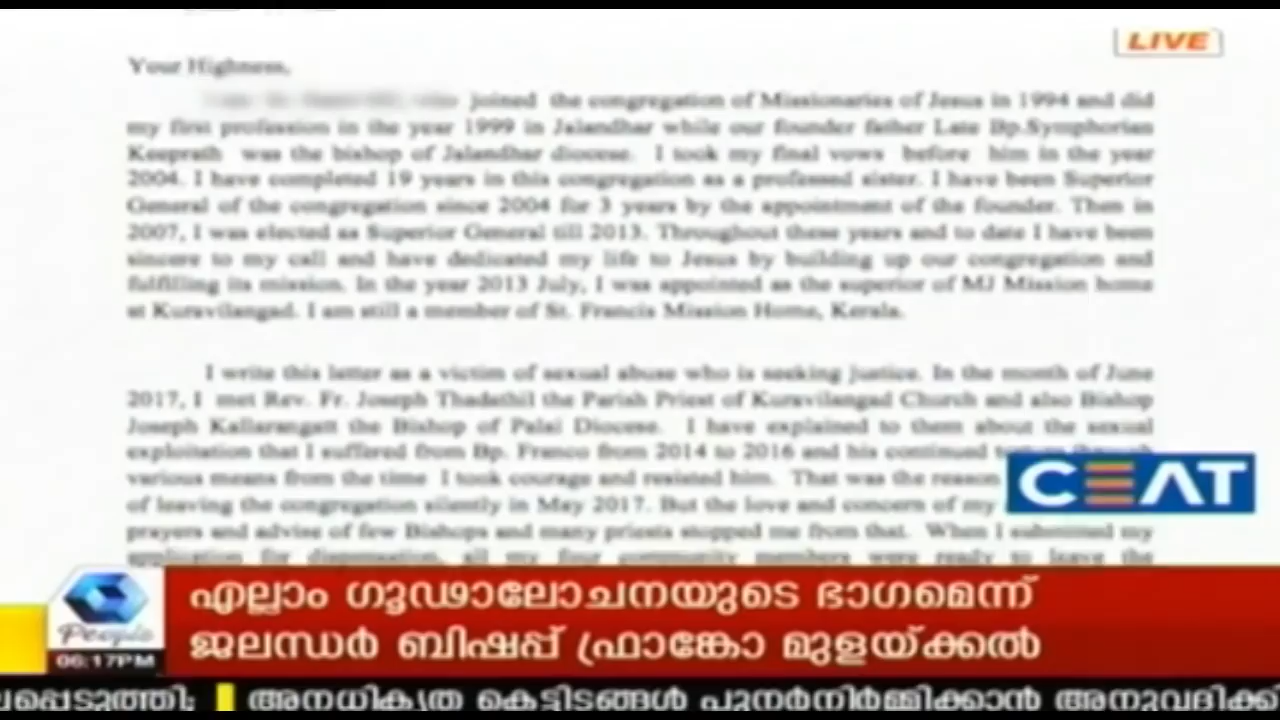 LIVE
Your Highness,
joined the congregation of Missionaries of Jesus in 1994 and did
my first profession in the year 1999 in Jalandhar while our founder father Late Bp.Symphorian
Keeprath was the bishop of Jalandhar diocese. I took my final vows before him in the year
2004. I have completed 19 years in this congregation as a professed sister. I have been Superior
General of the congregation since 2004 for 3 years by the appointment of the founder. Then in
2007, I was elected as Superior General till 2013. Throughout these years and to date I have been
sincere to my call and have dedicated my life to Jesus by building up our congregation and
fulfilling its mission. In the year 2013 July, I was appointed as the superior of MJ Mission home
at Kuravilangad. I am still a member of St. Francis Mission Home, Kerala.
I write this letter as a victim of sexual abuse who is seeking justice. In the month of June
2017, I met Rev. Fr. Joseph Thadathil the Parish Priest of Kuravilangad Church and also Bishop
Joseph Kallarangatt the Bishop of Palai Diocese. I have explained to them about the sexual
exploitation that I suffered from Bp. Franco from 2014 to 2016 and his continued
various means from the time I took courage and resisted him. That was the reason
of leaving the congregation silently in May 2017. But the love and concern of my
prayers and advise of few Bishops and many priests stopped me from that. When I submitted my
application for dispensation, all my four community members were ready to leave the
CEAT
എല്ലാം ഗൂഢാലോചനയുടെ ഭാഗമെന്ന്
ജലന്ധർ ബിഷപ്പ് ഫ്രാങ്കോ മുളയ്ക്കൽ
People
06:17PM
ലപ്പെടുത്തി; അനധികൃത കെട്ടിടങ്ങൾ പുനർനിർമ്മിക്കാൻ